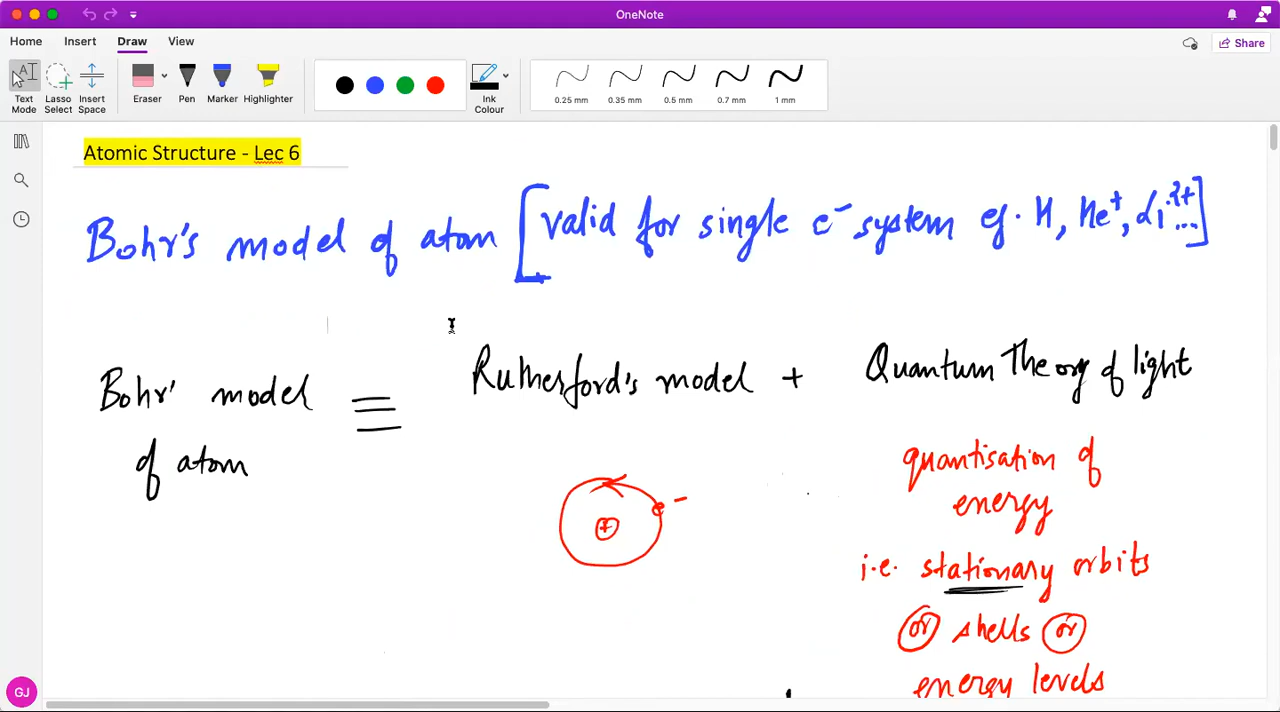 OneNote
Home Insert Draw View
Share
Text Mode
Lasso Select
Insert Space
Eraser
Pen
Marker
Highlighter
Ink Colour
0.25 mm 0.35 mm 0.5 mm 0.7 mm 1 mm
Atomic Structure - Lec 6
Bohr's model of atom [valid for single e⁻ system eg. H, He⁺, Li²⁺...]
Bohr' model of atom ≡ Rutherford's model + Quantum Theory of light
+ e⁻
quantisation of
energy
i.e. stationary orbits
or shells or
energy levels
GJ